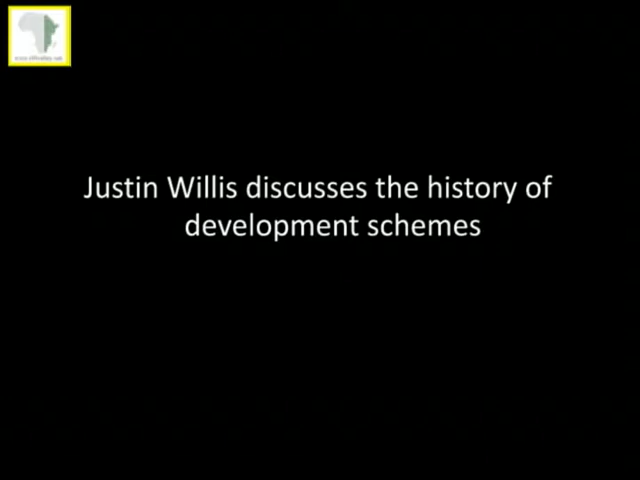 Justin Willis discusses the history of
development schemes